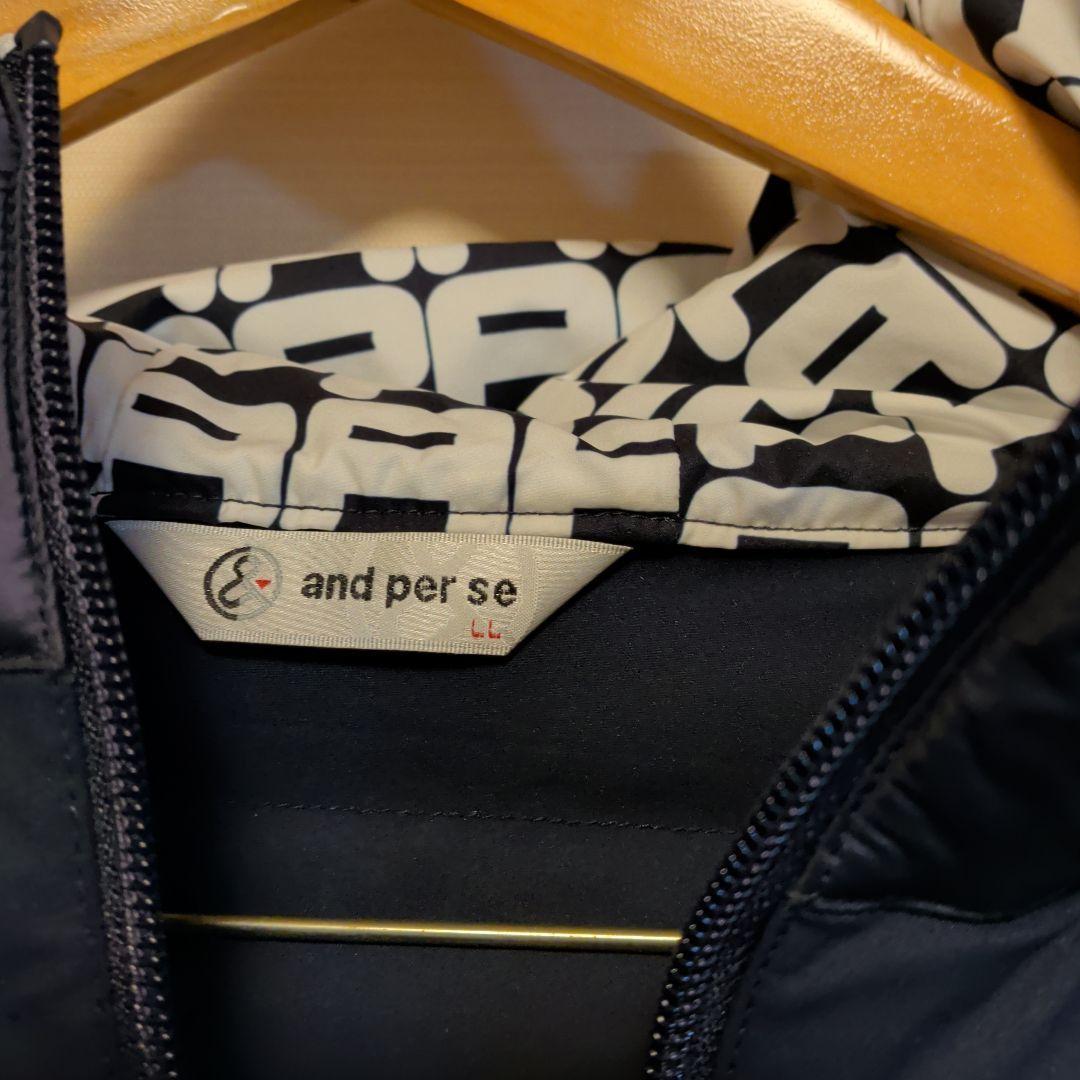 and per se
LL